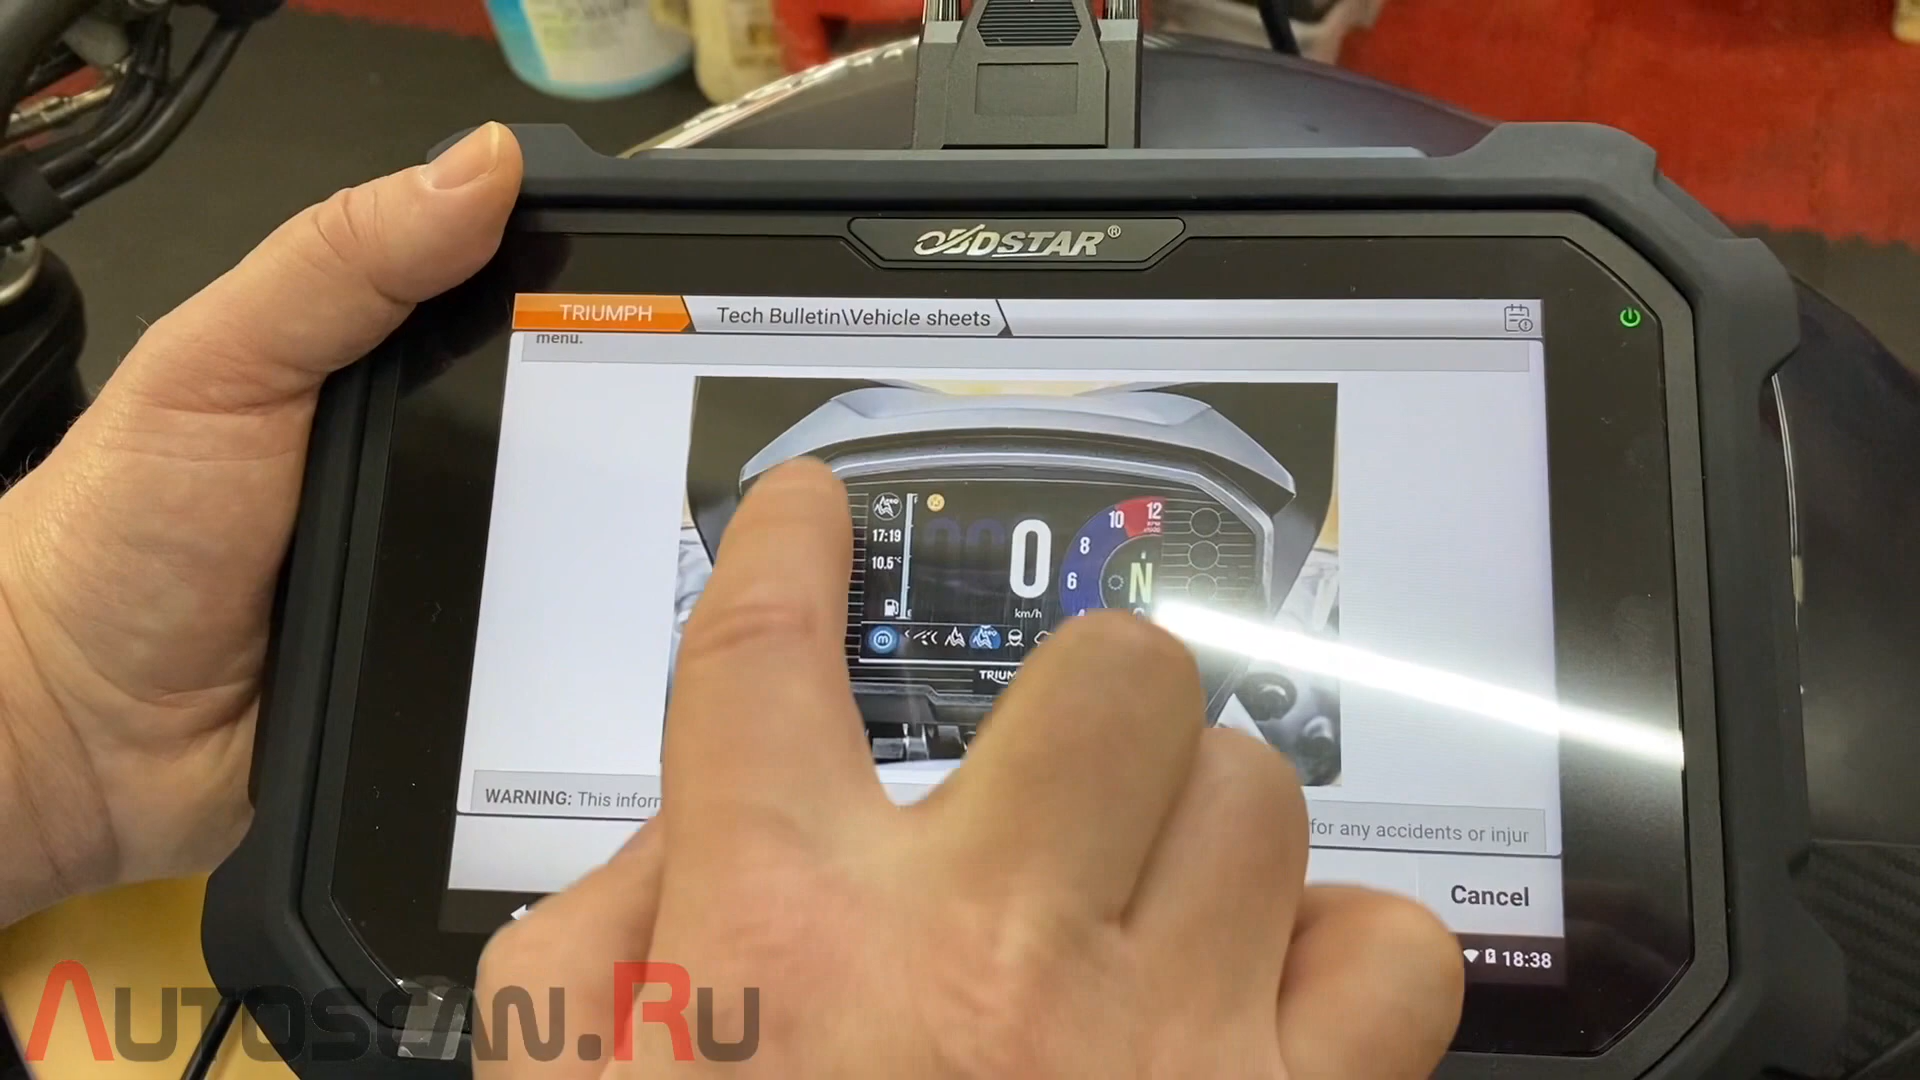 OBDSTAR®
TRIUMPH
Tech Bulletin\Vehicle sheets
menu.
17:19
10.5°C
0
km/h
12
10
8
6
N
TRIUM
WARNING: This inforr
for any accidents or injur
Cancel
18:38
AUTOSCAN.RU